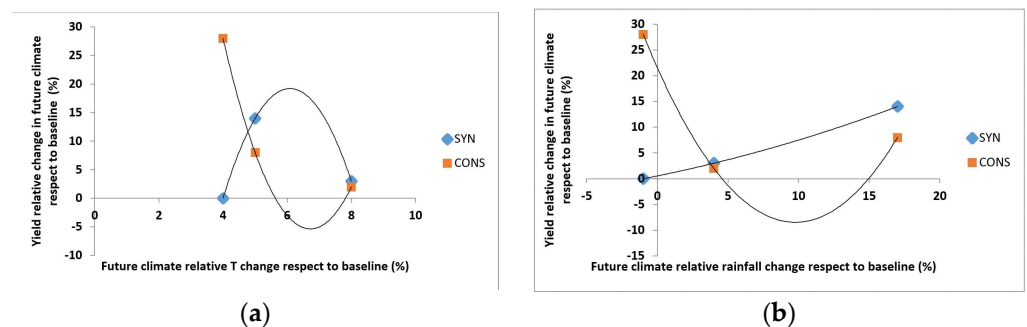 Yield relative change in future climate
respect to baseline (%)
30
25
20
15
10
5
0
-5
-10
0
2
4
6
8
10
Future climate relative T change respect to baseline (%)
SYN
CONS
(a)
Yield relative change in future climate
respect to baseline (%)
30
25
20
15
10
5
0
-5
-10
-15
-5
0
5
10
15
20
Future climate relative rainfall change respect to baseline (%)
SYN
CONS
(b)